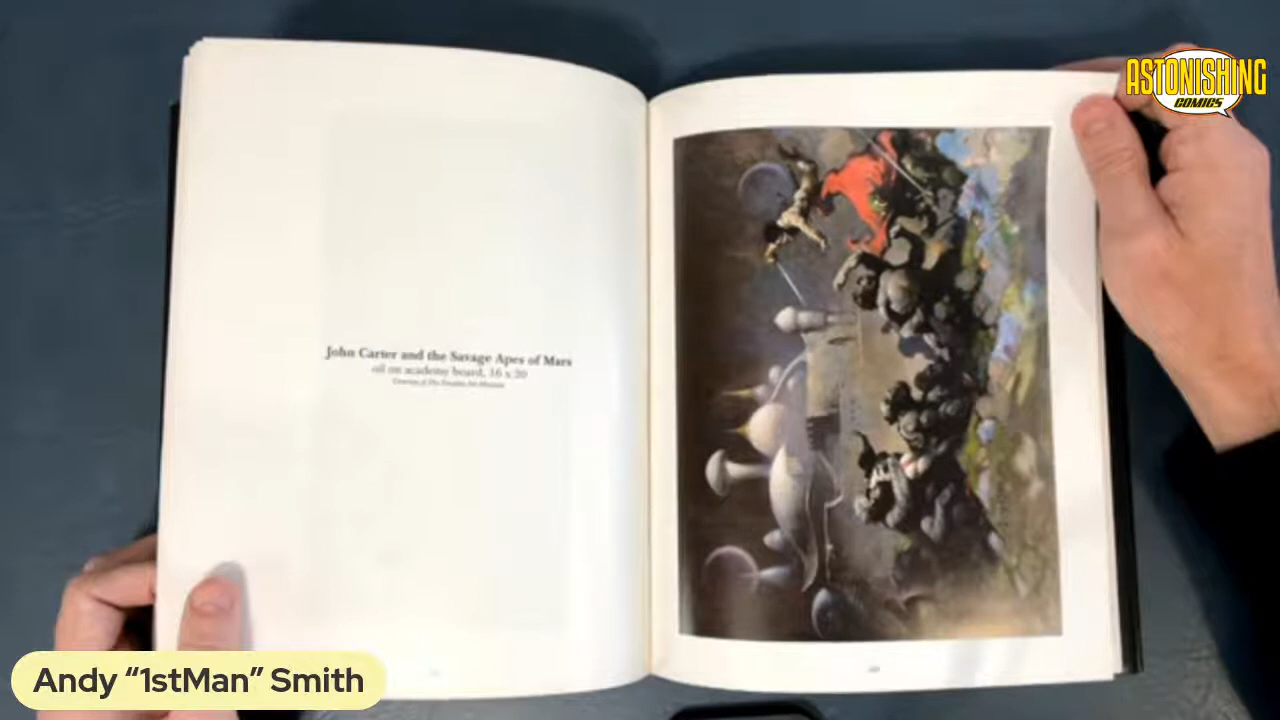 ASTONISHING
COMICS
John Carter and the Savage Apes of Mars
oil on academy board, 16 x 20
Andy “1stMan” Smith